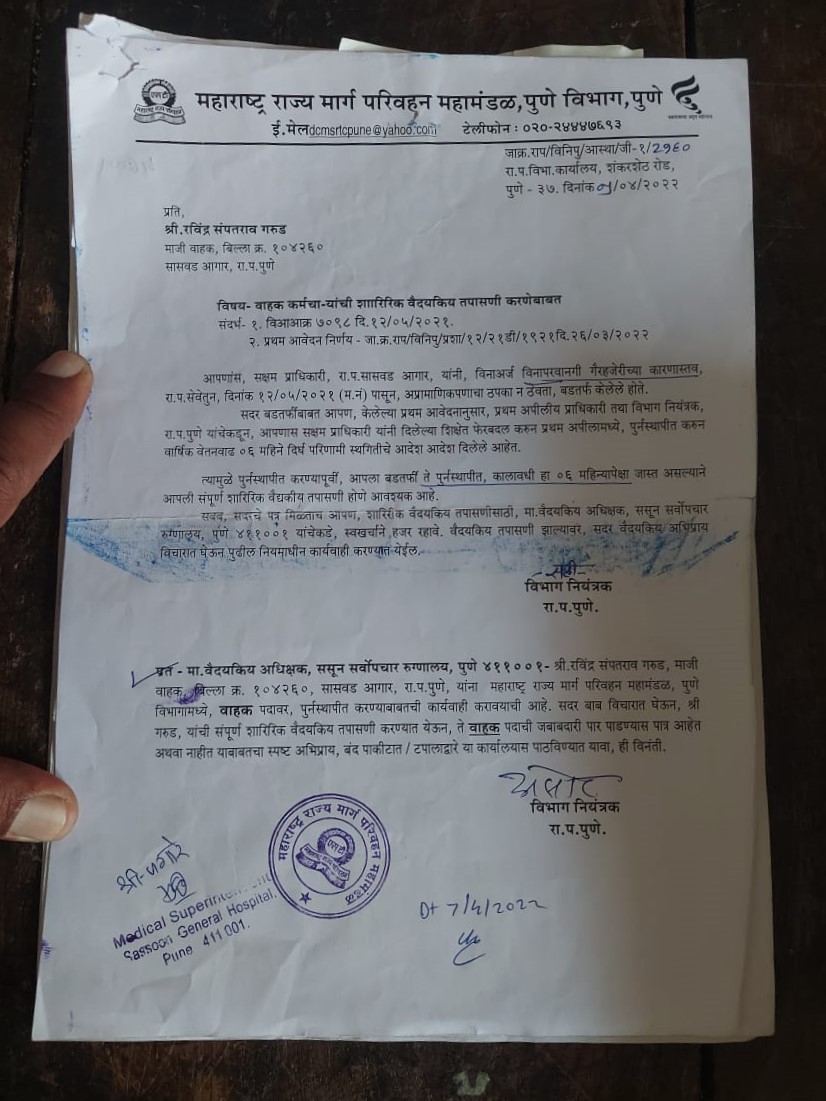 महाराष्ट्र राज्य मार्ग परिवहन महामंडळ,पुणे विभाग,पुणे
ई.मेलdcmsrtcpune@yahoo.com टेलीफोन : ०२०-२४४४७६९३
जाक्र.राप/विनिपु/आस्था/जी-१/2960
रा.प.विभा.कार्यालय, शंकरशेठ रोड,
पुणे - ३७. दिनांक /०४/२०२२
प्रति,
श्री.रविंद्र संपतराव गरुड
माजी वाहक, बिल्ला क्र. १०४२६०
सासवड आगार, रा.प.पुणे
विषय- वाहक कर्मचा-यांची शाारिरिक वैदयकिय तपासणी करणेबाबत
संदर्भ- १. विआआक्र ७०९८ दि.१२/०५/२०२१.
२. प्रथम आवेदन निर्णय - जा.क्र.राप/विनिपु/प्रशा/१२/२१डी/१९२१दि.२६/०३/२०२२
आपणांस, सक्षम प्राधिकारी, रा.प.सासवड आगार, यांनी, विनाअर्ज विनापरवानगी गैरहजेरीच्या कारणास्तव,
रा.प.सेवेतुन, दिनांक १२/०५/२०२१ (म.नं) पासून, अप्रामाणिकपणाचा ठपका न ठेवता, बडतर्फ केलेले होते.
सदर बडतर्फीबाबत आपण, केलेल्या प्रथम आवेदनानुसार, प्रथम अपीलीय प्राधिकारी तथा विभाग नियंत्रक,
रा.प.पुणे यांचेकडून, आपणास सक्षम प्राधिकारी यांनी दिलेल्या शिक्षेत फेरबदल करुन प्रथम अपीलामध्ये, पुर्नस्थापीत करुन
वार्षिक वेतनवाढ ०६ महिने दिर्घ परिणामी स्थगितीचे आदेश आदेश दिलेले आहेत.
त्यामुळे पुर्नस्थापीत करण्यापूर्वी, आपला बडतर्फी ते पुर्नस्थापीत, कालावधी हा ०६ महिन्यापेक्षा जास्त असल्याने
आपली संपूर्ण शारिरिक वैद्यकीय तपासणी होणे आवश्यक आहे.
सबब, सदरचे पत्र मिळताच आपण, शारिरीक वैदयकिय तपासणीसाठी, मा.वैदयकिय अधिक्षक, ससून सर्वोपचार
रुग्णालय, पुणे ४११००१ यांचेकडे, स्वखर्चाने हजर रहावे. वैदयकिय तपासणी झाल्यावर, सदर वैदयकिय अभिप्राय
विचारात घेऊन पुढील नियमाधीन कार्यवाही करण्यात येईल.
विभाग नियंत्रक
रा.प.पुणे.
प्रत - मा.वैदयकिय अधिक्षक, ससून सर्वोपचार रुग्णालय, पुणे ४११००१- श्री.रविंद्र संपतराव गरुड, माजी
वाहक, बिल्ला क्र. १०४२६०, सासवड आगार, रा.प.पुणे, यांना महाराष्ट्र राज्य मार्ग परिवहन महामंडळ, पुणे
विभागामध्ये, वाहक पदावर, पुर्नस्थापित करण्याबाबतची कार्यवाही करावयाची आहे. सदर बाब विचारात घेऊन, श्री
गरुड, यांची संपूर्ण शारिरिक वैदयकिय तपासणी करण्यात येऊन, ते वाहक पदाची जबाबदारी पार पाडण्यास पात्र आहेत
अथवा नाहीत याबाबतचा स्पष्ट अभिप्राय, बंद पाकीटात / टपालाद्वारे या कार्यालयास पाठविण्यात यावा, ही विनंती.
विभाग नियंत्रक
रा.प.पुणे.
महाराष्ट्र राज्य मार्ग परिवहन महामंडळ
Medical Superintendent
Sassoon General Hospital.
Pune 411 001.
Dt 7/4/2022